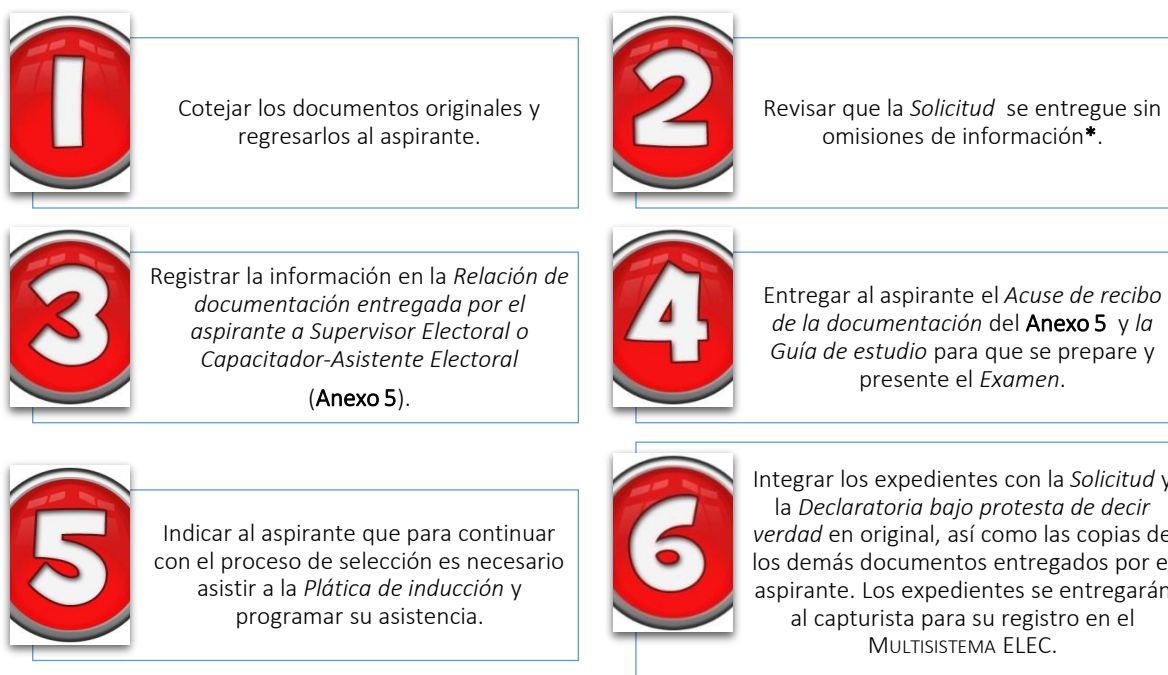 1
Cotejar los documentos originales y
regresarlos al aspirante.
2
Revisar que la Solicitud se entregue sin
omisiones de información*.
3
Registrar la información en la Relación de
documentación entregada por el
aspirante a Supervisor Electoral o
Capacitador-Asistente Electoral
(Anexo 5).
4
Entregar al aspirante el Acuse de recibo
de la documentación del Anexo 5 y la
Guía de estudio para que se prepare y
presente el Examen.
5
Indicar al aspirante que para continuar
con el proceso de selección es necesario
asistir a la Plática de inducción y
programar su asistencia.
6
Integrar los expedientes con la Solicitud y
la Declaratoria bajo protesta de decir
verdad en original, así como las copias de
los demás documentos entregados por e
aspirante. Los expedientes se entregarán
al capturista para su registro en el
MULTISISTEMA ELEC.